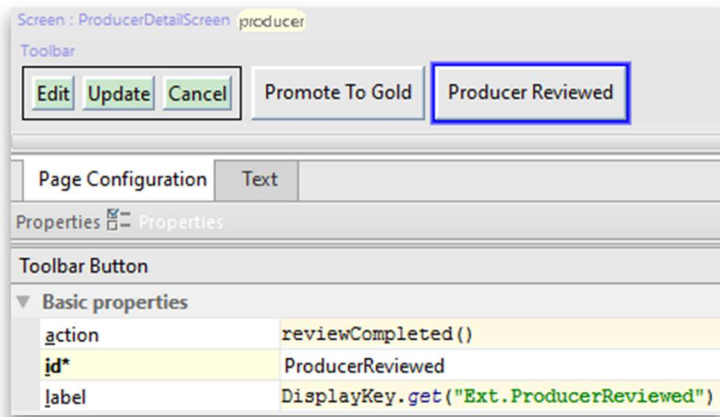 Screen : ProducerDetailScreen producer
Toolbar
Edit Update Cancel Promote To Gold Producer Reviewed
Page Configuration Text
Properties Properties
Toolbar Button
Basic properties
action reviewCompleted()
id* ProducerReviewed
label DisplayKey.get("Ext.ProducerReviewed")